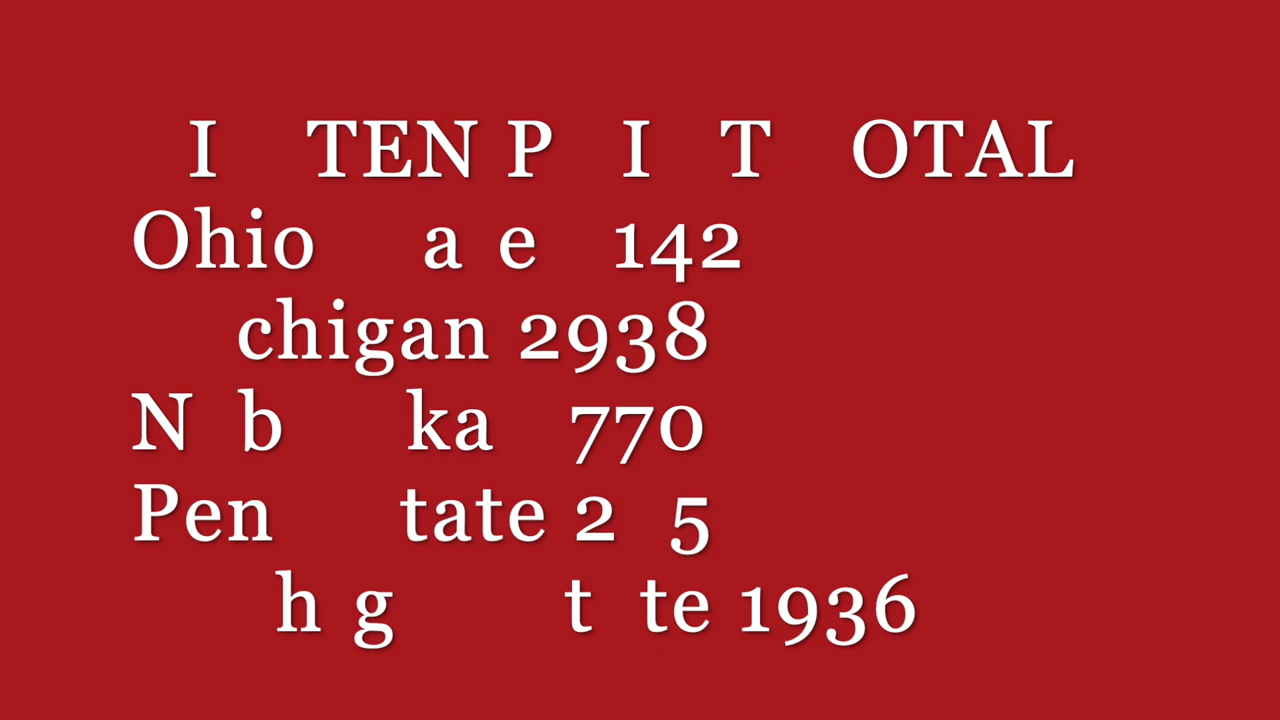 I TEN P I T OTAL
Ohio a e 142
chigan 2938
N b ka 770
Pen tate 2 5
h g t te 1936